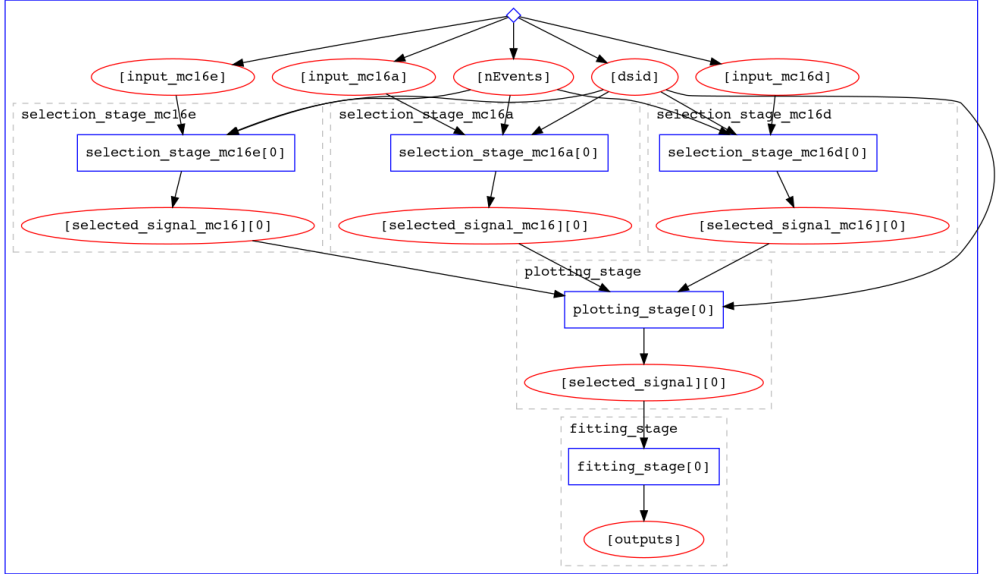 [input_mc16e]
[input_mc16a]
[nEvents]
[dsid]
[input_mc16d]
selection_stage_mc16e
selection_stage_mc16a
selection_stage_mc16d
selection_stage_mc16e[0]
selection_stage_mc16a[0]
selection_stage_mc16d[0]
[selected_signal_mc16][0]
[selected_signal_mc16][0]
[selected_signal_mc16][0]
plotting_stage
plotting_stage[0]
[selected_signal][0]
fitting_stage
fitting_stage[0]
[outputs]